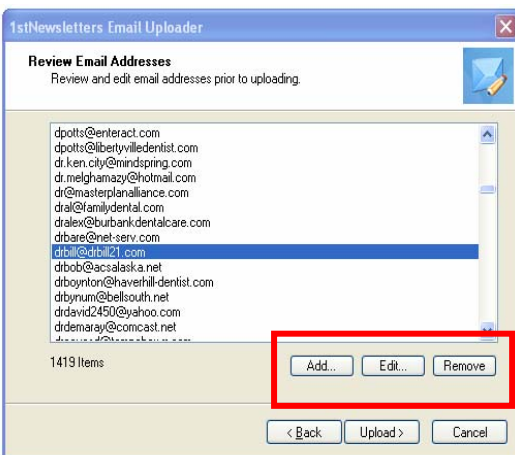 1stNewsletters Email Uploader
Review Email Addresses
Review and edit email addresses prior to uploading.
dpotts@enteract.com
dpotts@libertyvilledentist.com
dr.ken.city@mindspring.com
dr.melghamazy@hotmail.com
dr@masterplanalliance.com
dral@familydental.com
dralex@burbankdentalcare.com
drbare@net-serv.com
drbill@drbill21.com
drbob@acsalaska.net
drboynton@haverhill-dentist.com
drbynum@bellsouth.net
drdavid2450@yahoo.com
drdemaray@comcast.net
1419 Items
Add... Edit... Remove
< Back Upload > Cancel